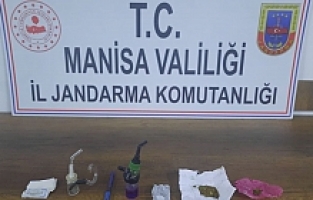 T.C.
MANİSA VALİLİĞİ
İL JANDARMA KOMUTANLIĞI